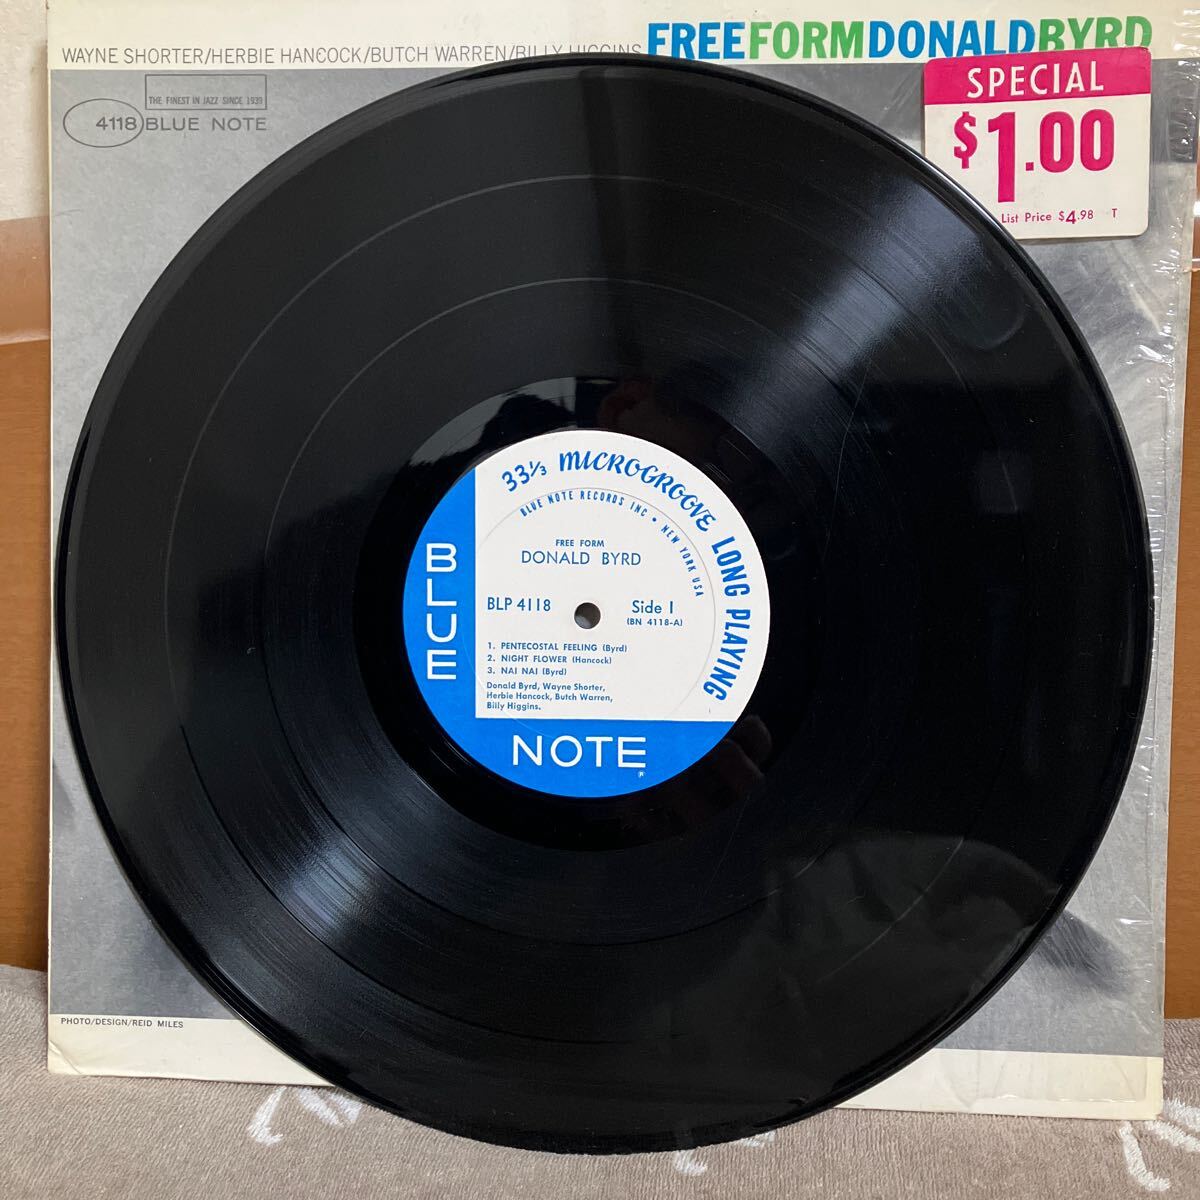 FREEFORMDONALDBYRD
WAYNE SHORTER/HERBIE HANCOCK/BUTCH WARREN/BILLY HIGGINS
THE FINEST IN JAZZ SINCE 1939
4118 BLUE NOTE
SPECIAL
$1.00
List Price $4.98 T
33⅓ MICROGROOVE LONG PLAYING
BLUE NOTE RECORDS INC • NEW YORK USA
FREE FORM
DONALD BYRD
BLP 4118
Side 1
(BN 4118-A)
1. PENTECOSTAL FEELING (Byrd)
2. NIGHT FLOWER (Hancock)
3. NAI NAI (Byrd)
Donald Byrd, Wayne Shorter,
Herbie Hancock, Butch Warren,
Billy Higgins.
BLUE
NOTE
®
PHOTO/DESIGN/REID MILES